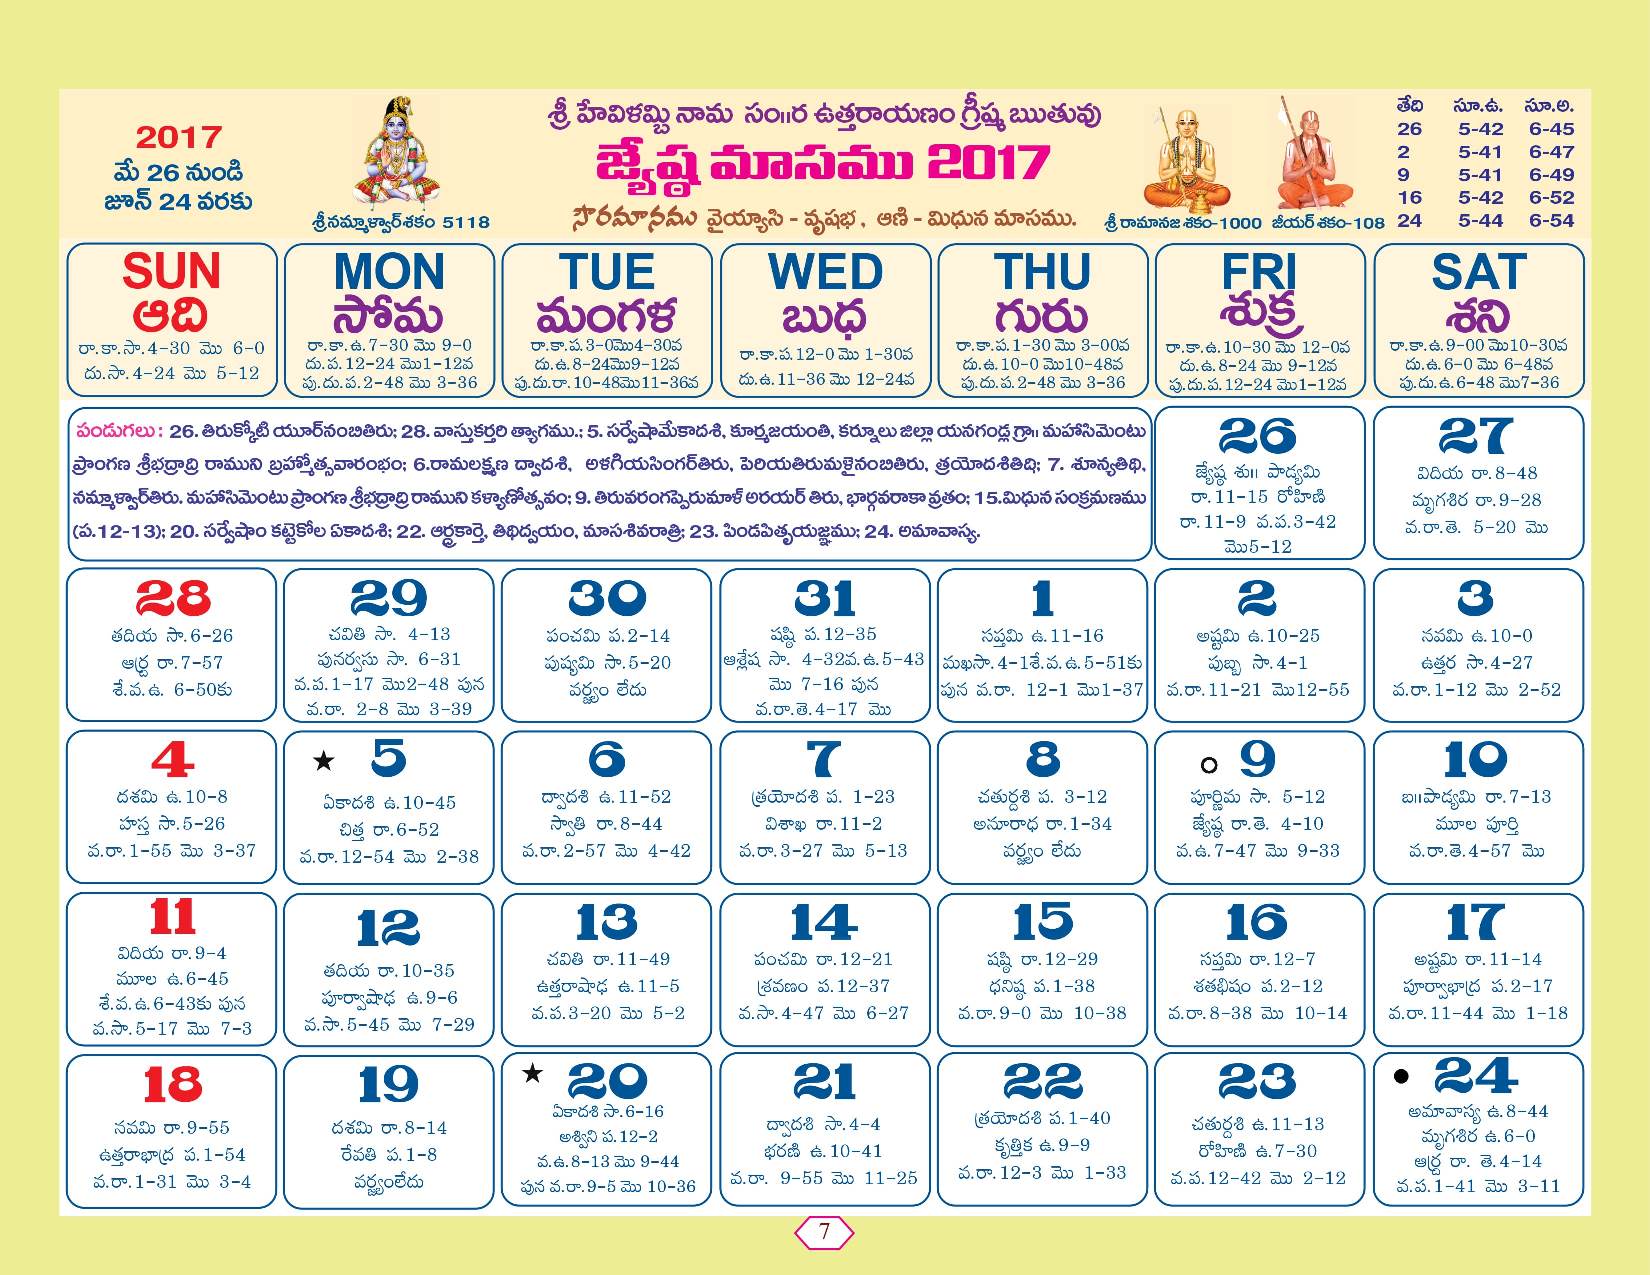 2017
మే 26 నుండి
జూన్ 24 వరకు
శ్రీనమ్మాళ్వార్‌శకం 5118
శ్రీ హేవిళమ్బి నామ సం॥ర ఉత్తరాయణం గ్రీష్మ ఋతువు
జ్యేష్ఠ మాసము 2017
సౌరమానము వైయ్యాసి - వృషభ, ఆణి - మిధున మాసము.
శ్రీ రామానజ శకం-1000 జీయర్ శకం-108
తేది సూ.ఉ. సూ.అ.
26 5-42 6-45
2 5-41 6-47
9 5-41 6-49
16 5-42 6-52
24 5-44 6-54
SUN
ఆది
రా.కా.సా.4-30 మొ 6-0
దు.సా.4-24 మొ 5-12
MON
సోమ
రా.కా.ఉ.7-30 మొ 9-0
దు.ప.12-24 మొ1-12వ
పు.దు.ప.2-48 మొ 3-36
TUE
మంగళ
రా.కా.ప.3-0మొ4-30వ
దు.ఉ.8-24మొ9-12వ
పు.దు.రా.10-48మొ11-36వ
WED
బుధ
రా.కా.ప.12-0 మొ 1-30వ
దు.ఉ.11-36 మొ 12-24వ
THU
గురు
రా.కా.ప.1-30 మొ 3-00వ
దు.ఉ.10-0 మొ10-48వ
పు.దు.ప.2-48 మొ 3-36
FRI
శుక్ర
రా.కా.ఉ.10-30 మొ 12-0వ
దు.ఉ.8-24 మొ 9-12వ
పు.దు.ప.12-24 మొ1-12వ
SAT
శని
రా.కా.ఉ.9-00 మొ10-30వ
దు.ఉ.6-0 మొ 6-48వ
పు.దు.ఉ.6-48 మొ7-36
పండుగలు: 26. తిరుక్కోటి యూర్‌నంబితిరు; 28. వాస్తుకర్తరి త్యాగము.; 5. సర్వేషామేకాదశి, కూర్మజయంతి, కర్నూలు జిల్లా యనగండ్ల గ్రా॥ మహాసిమెంటు
ప్రాంగణ శ్రీభద్రాద్రి రాముని బ్రహ్మోత్సవారంభం; 6.రామలక్ష్మణ ద్వాదశి, అళగియసింగర్‌తిరు, పెరియతిరుమళైనంబితిరు, త్రయోదశితిధి; 7. శూన్యతిథి,
నమ్మాళ్వార్‌తిరు. మహాసిమెంటు ప్రాంగణ శ్రీభద్రాద్రి రాముని కళ్యాణోత్సవం; 9. తిరువరంగప్పెరుమాళ్ అరయర్ తిరు, భార్గవరాకా వ్రతం; 15.మిధున సంక్రమణము
(ప.12-13); 20. సర్వేషాం కట్టెకోల ఏకాదశి; 22. ఆర్ద్రకార్తె, తిథిద్వయం, మాసశివరాత్రి; 23. పిండపితృయజ్ఞము; 24. అమావాస్య.
26
జ్యేష్ఠ శు॥ పాడ్యమి
రా.11-15 రోహిణి
రా.11-9 వ.ప.3-42
మొ5-12
27
విదియ రా.8-48
మృగశిర రా.9-28
వ.రా.తె. 5-20 మొ
28
తదియ సా.6-26
ఆర్ద్ర రా.7-57
శే.వ.ఉ. 6-50కు
29
చవితి సా. 4-13
పునర్వసు సా. 6-31
వ.ప.1-17 మొ2-48 పున
వ.రా. 2-8 మొ 3-39
30
పంచమి ప.2-14
పుష్యమి సా.5-20
వర్జ్యం లేదు
31
షష్ఠి ప.12-35
ఆశ్లేష సా. 4-32వ.ఉ.5-43
మొ 7-16 పున
వ.రా.తె.4-17 మొ
1
సప్తమి ఉ.11-16
మఖసా.4-1శే.వ.ఉ.5-51కు
పున వ.రా. 12-1 మొ1-37
2
అష్టమి ఉ.10-25
పుబ్బ సా.4-1
వ.రా.11-21 మొ12-55
3
నవమి ఉ.10-0
ఉత్తర సా.4-27
వ.రా.1-12 మొ 2-52
4
దశమి ఉ.10-8
హస్త సా.5-26
వ.రా.1-55 మొ 3-37
★ 5
ఏకాదశి ఉ.10-45
చిత్త రా.6-52
వ.రా.12-54 మొ 2-38
6
ద్వాదశి ఉ.11-52
స్వాతి రా.8-44
వ.రా.2-57 మొ 4-42
7
త్రయోదశి ప. 1-23
విశాఖ రా.11-2
వ.రా.3-27 మొ 5-13
8
చతుర్దశి ప. 3-12
అనూరాధ రా.1-34
వర్జ్యం లేదు
9
పూర్ణిమ సా. 5-12
జ్యేష్ఠ రా.తె. 4-10
వ.ఉ.7-47 మొ 9-33
10
బ॥పాడ్యమి రా.7-13
మూల పూర్తి
వ.రా.తె.4-57 మొ
11
విదియ రా.9-4
మూల ఉ.6-45
శే.వ.ఉ.6-43కు పున
వ.సా.5-17 మొ 7-3
12
తదియ రా.10-35
పూర్వాషాఢ ఉ.9-6
వ.సా.5-45 మొ 7-29
13
చవితి రా.11-49
ఉత్తరాషాఢ ఉ.11-5
వ.ప.3-20 మొ 5-2
14
పంచమి రా.12-21
శ్రవణం ప.12-37
వ.సా.4-47 మొ 6-27
15
షష్ఠి రా.12-29
ధనిష్ఠ ప.1-38
వ.రా.9-0 మొ 10-38
16
సప్తమి రా.12-7
శతభిషం ప.2-12
వ.రా.8-38 మొ 10-14
17
అష్టమి రా.11-14
పూర్వాభాద్ర ప.2-17
వ.రా.11-44 మొ 1-18
18
నవమి రా.9-55
ఉత్తరాభాద్ర ప.1-54
వ.రా.1-31 మొ 3-4
19
దశమి రా.8-14
రేవతి ప.1-8
వర్జ్యంలేదు
★ 20
ఏకాదశి సా.6-16
అశ్విని ప.12-2
వ.ఉ.8-13 మొ 9-44
పున వ.రా.9-5 మొ 10-36
21
ద్వాదశి సా.4-4
భరణి ఉ.10-41
వ.రా. 9-55 మొ 11-25
22
త్రయోదశి ప.1-40
కృత్తిక ఉ.9-9
వ.రా.12-3 మొ 1-33
23
చతుర్దశి ఉ.11-13
రోహిణి ఉ.7-30
వ.ప.12-42 మొ 2-12
24
అమావాస్య ఉ.8-44
మృగశిర ఉ.6-0
ఆర్ద్ర రా. తె.4-14
వ.ప.1-41 మొ 3-11
7